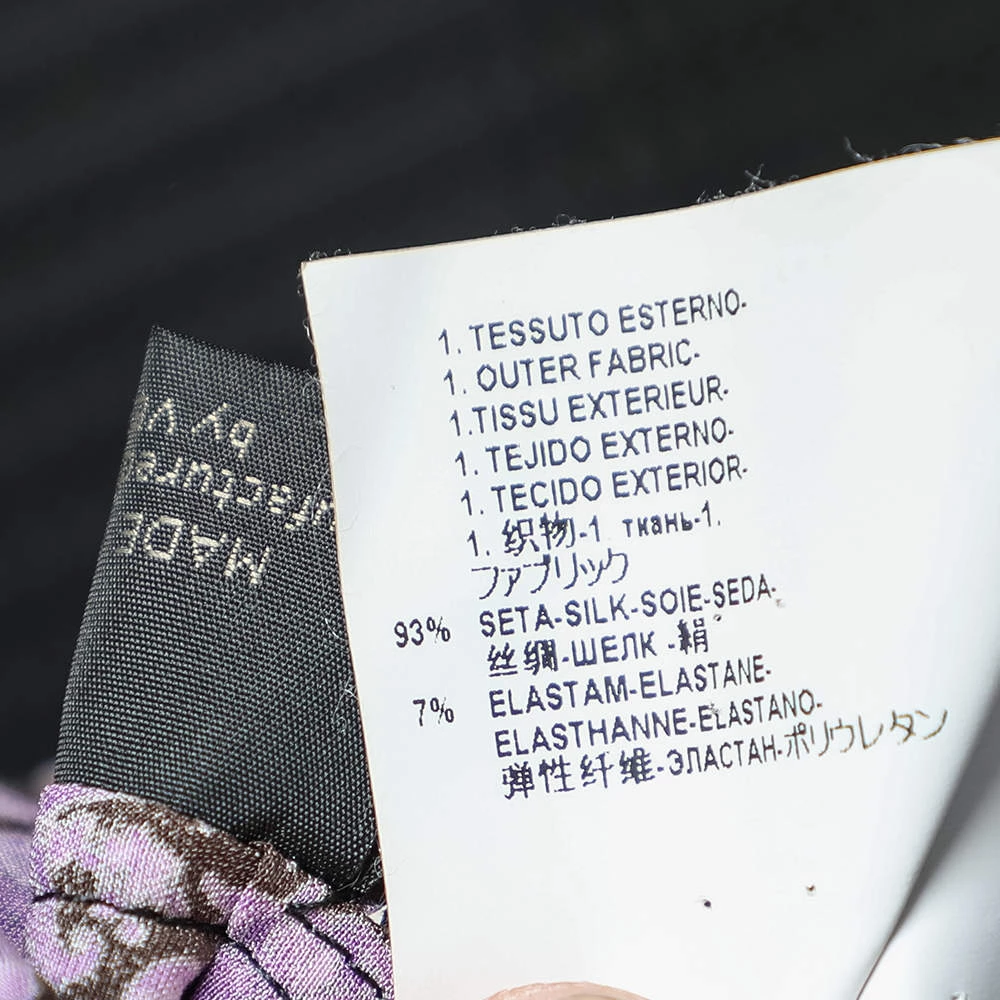 1. TESSUTO ESTERNO-
1. OUTER FABRIC-
1.TISSU EXTERIEUR-
1. TEJIDO EXTERNO-
1. TECIDO EXTERIOR-
1. 织物-1 ткань-1.
ファブリック
93% SETA-SILK-SOIE-SEDA-
丝绸-ШЕЛК -絹
7% ELASTAM-ELASTANE-
ELASTHANNE-ELASTANO-
弹性纤维-ЭЛАСТАН-ポリウレタン
MADE
by